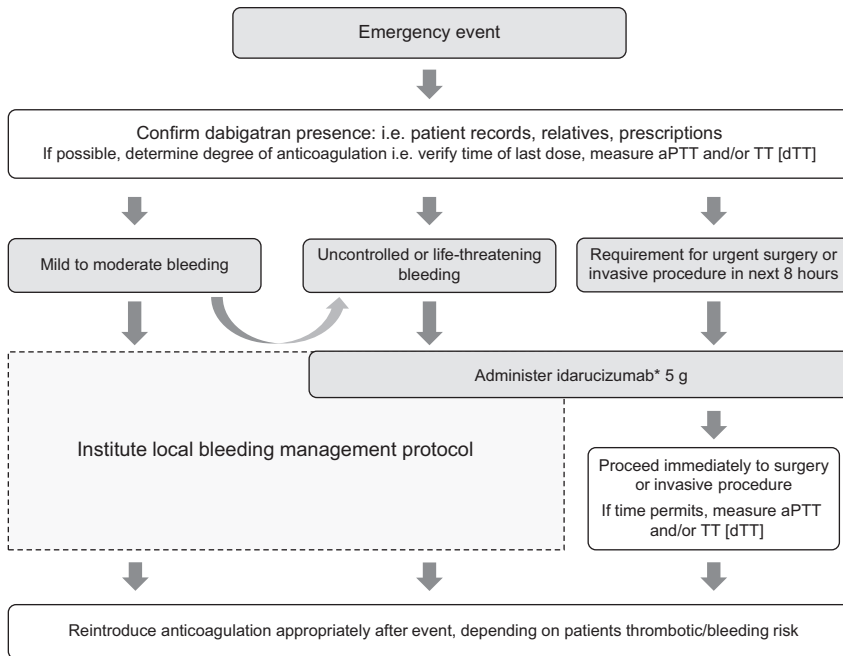 Emergency event
Confirm dabigatran presence: i.e. patient records, relatives, prescriptions
If possible, determine degree of anticoagulation i.e. verify time of last dose, measure aPTT and/or TT [dTT]
Mild to moderate bleeding
Uncontrolled or life-threatening
bleeding
Requirement for urgent surgery or
invasive procedure in next 8 hours
Administer idarucizumab* 5 g
Institute local bleeding management protocol
Proceed immediately to surgery
or invasive procedure
If time permits, measure aPTT
and/or TT [dTT]
Reintroduce anticoagulation appropriately after event, depending on patients thrombotic/bleeding risk